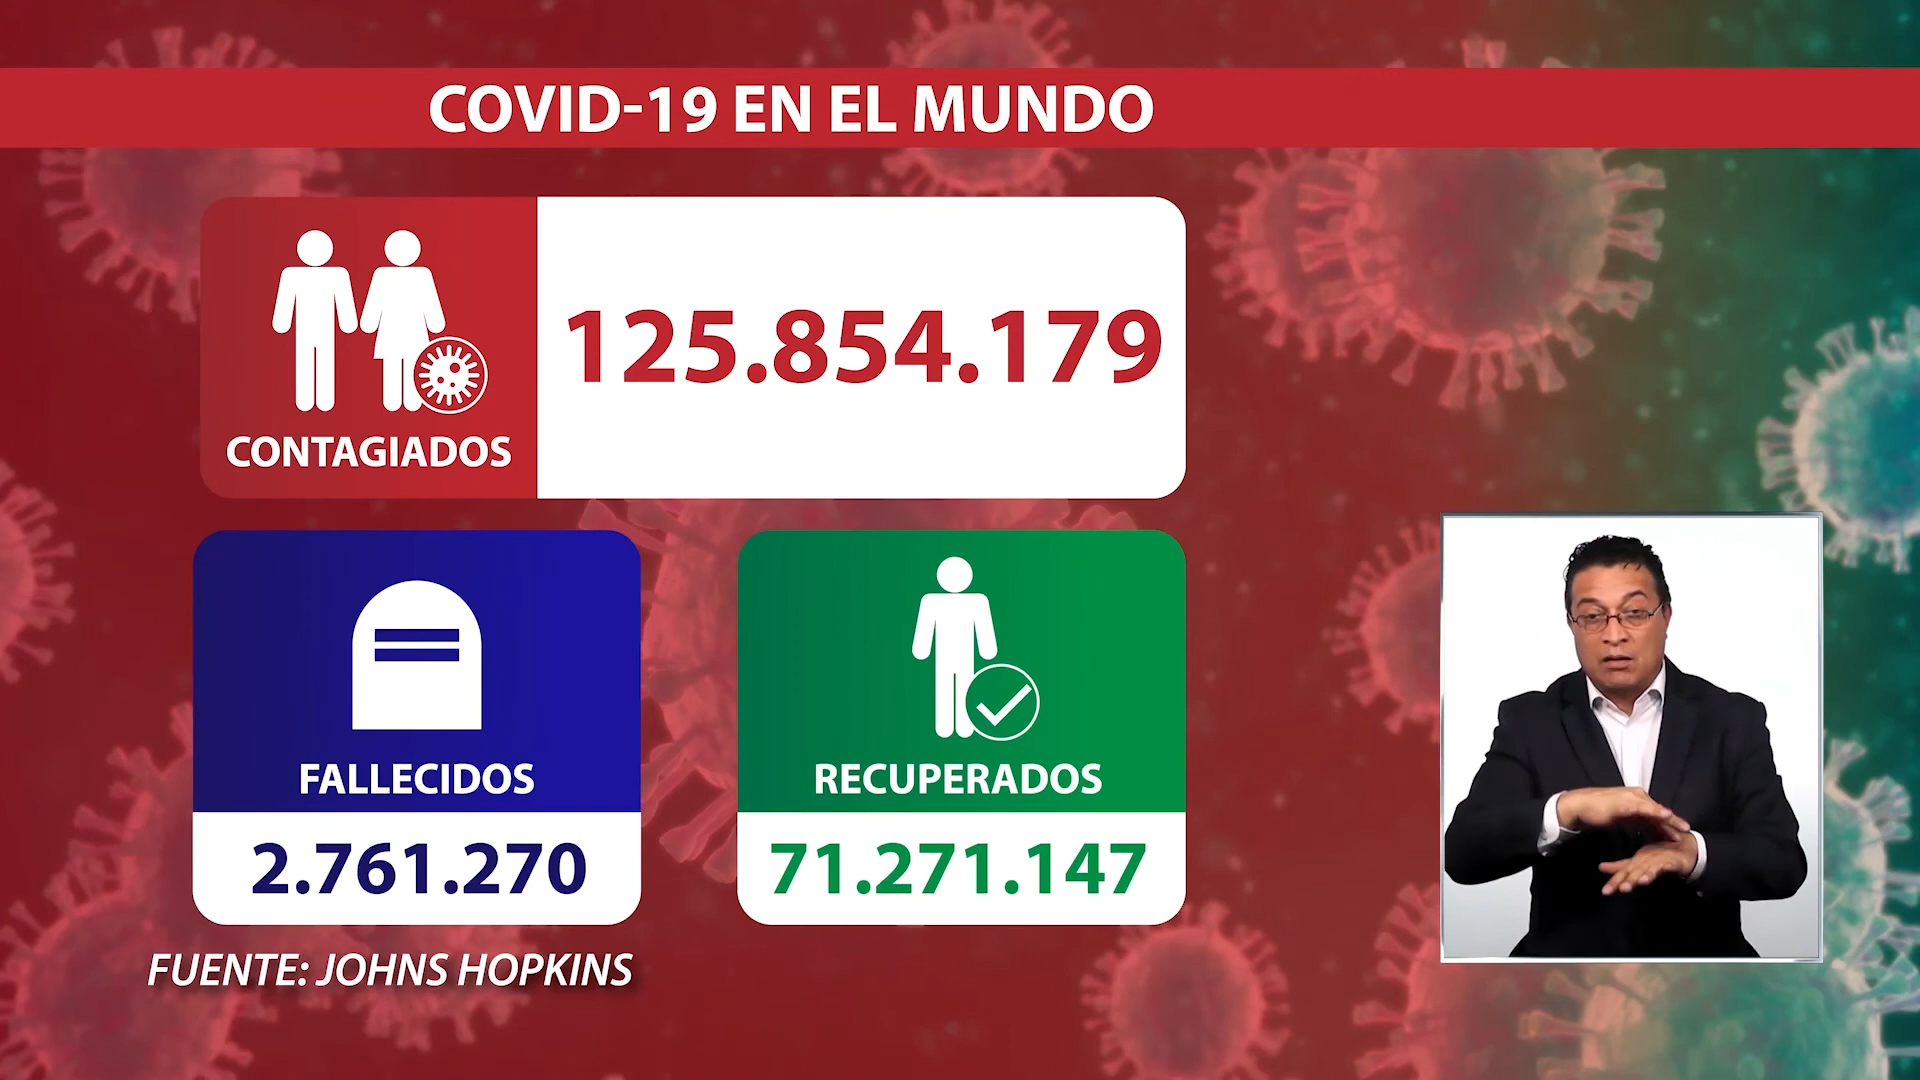 COVID-19 EN EL MUNDO
125.854.179
CONTAGIADOS
FALLECIDOS
2.761.270
RECUPERADOS
71.271.147
FUENTE: JOHNS HOPKINS